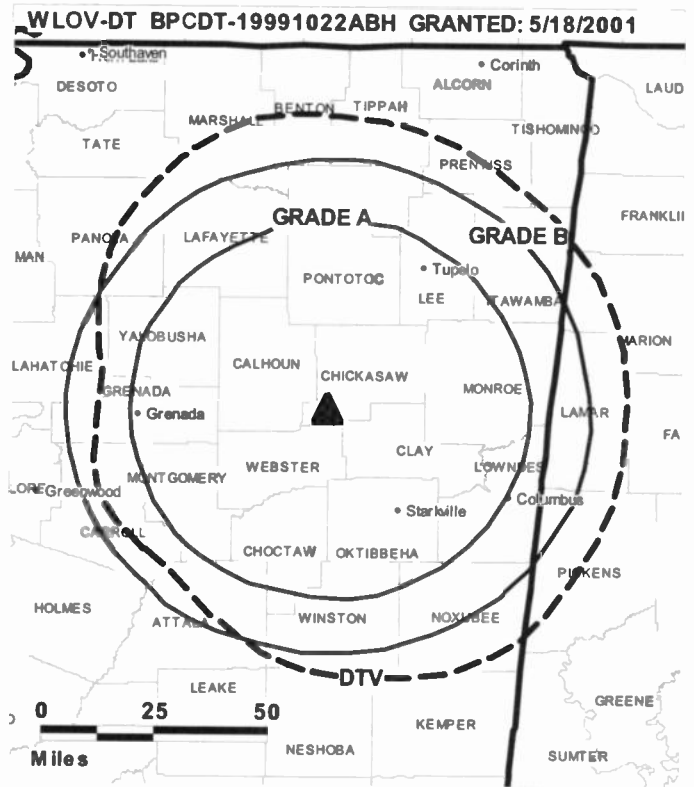 WLOV-DT BPCDT-19991022ABH GRANTED: 5/18/2001
Southaven
Corinth
DESOTO
ALCORN
LAUD
BENTON
TIPPAH
MARSHALL
TISHOMINGO
TATE
PRENTISS
GRADE A
FRANKLI
PANOLA
LAFAYETTE
GRADE B
MAN
Tupelo
PONTOTOC
LEE
ITAWAMBA
YALOBUSHA
MARION
LAHATCHIE
CALHOUN
CHICKASAW
GRENADA
MONROE
Grenada
LAMAR
FA
CLAY
WEBSTER
LOWNDES
MONTGOMERY
LORE
Greenwood
Columbus
Starkville
CARROLL
CHOCTAW
OKTIBBEHA
PICKENS
HOLMES
ATTALA
WINSTON
NOXUBEE
DTV
LEAKE
GREENE
0 25 50
KEMPER
Miles
NESHOBA
SUMTER